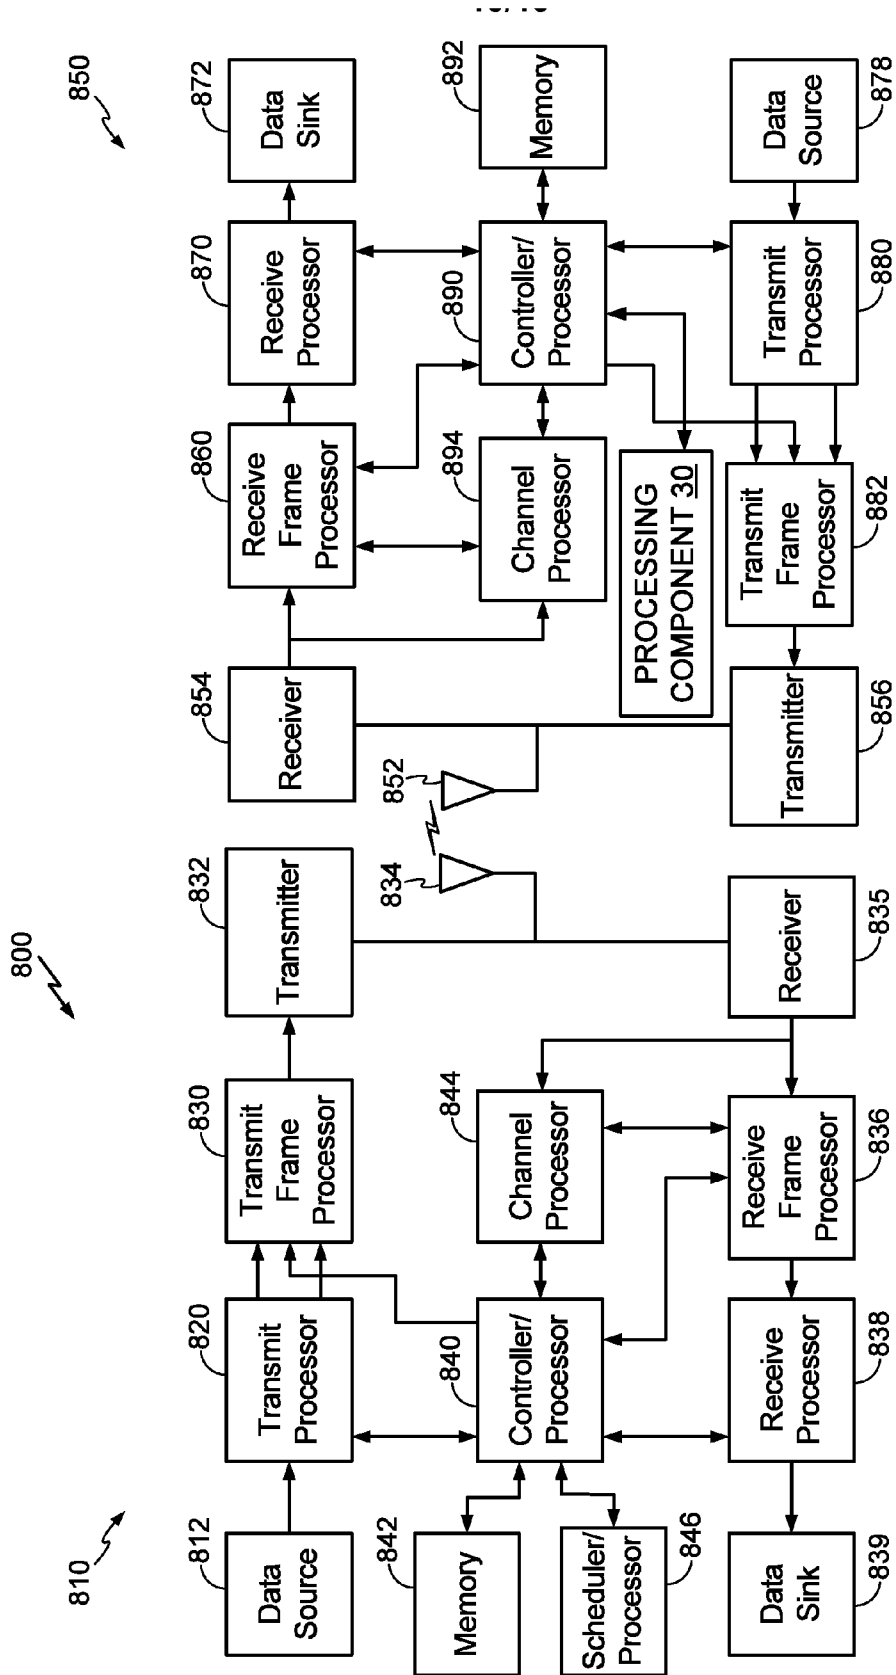 800
810
850
812
Data
Source
820
Transmit
Processor
830
Transmit
Frame
Processor
832
Transmitter
854
Receiver
860
Receive
Frame
Processor
870
Receive
Processor
872
Data
Sink
842
Memory
840
Controller/
Processor
844
Channel
Processor
834
852
894
Channel
Processor
890
Controller/
Processor
892
Memory
Scheduler/
Processor
846
PROCESSING
COMPONENT 30
Data
Sink
839
Receive
Processor
838
Receive
Frame
Processor
836
Receiver
835
Transmitter
856
Transmit
Frame
Processor
882
Transmit
Processor
880
Data
Source
878